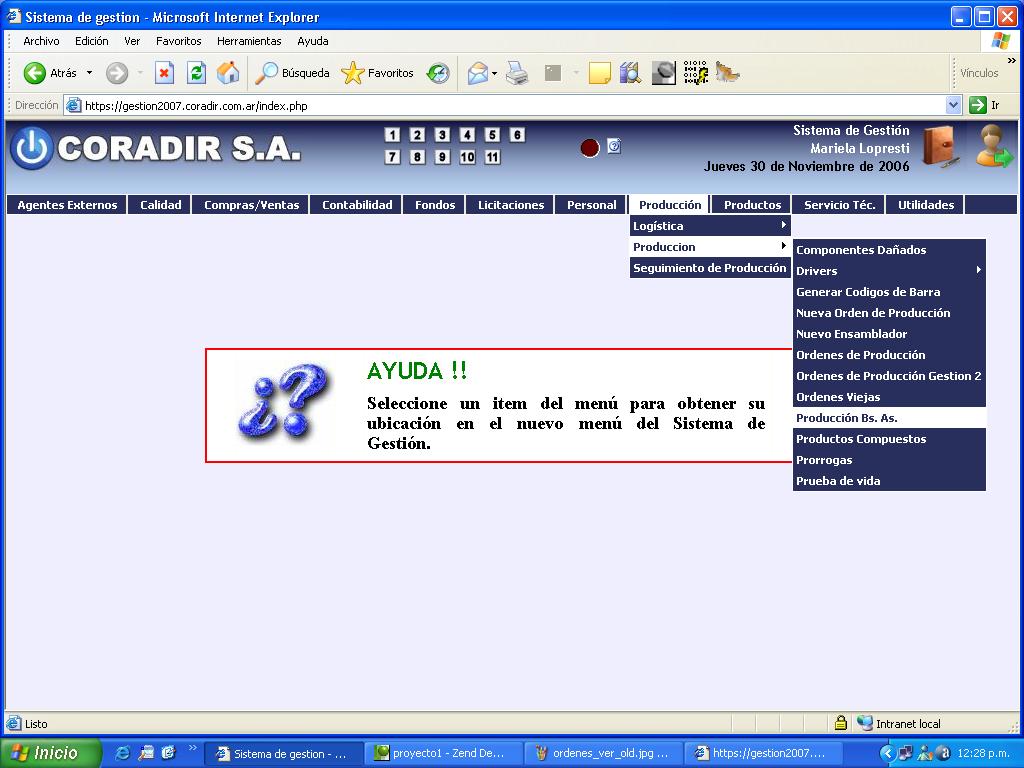 Sistema de gestion - Microsoft Internet Explorer
Archivo Edición Ver Favoritos Herramientas Ayuda
Atrás Búsqueda Favoritos Vínculos »
Dirección https://gestion2007.coradir.com.ar/index.php Ir
CORADIR S.A.
1 2 3 4 5 6
7 8 9 10 11
Sistema de Gestión
Mariela Lopresti
Jueves 30 de Noviembre de 2006
Agentes Externos Calidad Compras/Ventas Contabilidad Fondos Licitaciones Personal Producción Productos Servicio Téc. Utilidades
Logística
Produccion
Seguimiento de Producción
Componentes Dañados
Drivers
Generar Codigos de Barra
Nueva Orden de Producción
Nuevo Ensamblador
Ordenes de Producción
Ordenes de Producción Gestion 2
Ordenes Viejas
Producción Bs. As.
Productos Compuestos
Prorrogas
Prueba de vida
¿?
AYUDA !!
Seleccione un item del menú para obtener su
ubicación en el nuevo menú del Sistema de
Gestión.
Listo Intranet local
Inicio » Sistema de gestion - ... proyecto1 - Zend De... ordenes_ver_old.jpg ... https://gestion2007.... 12:28 p.m.